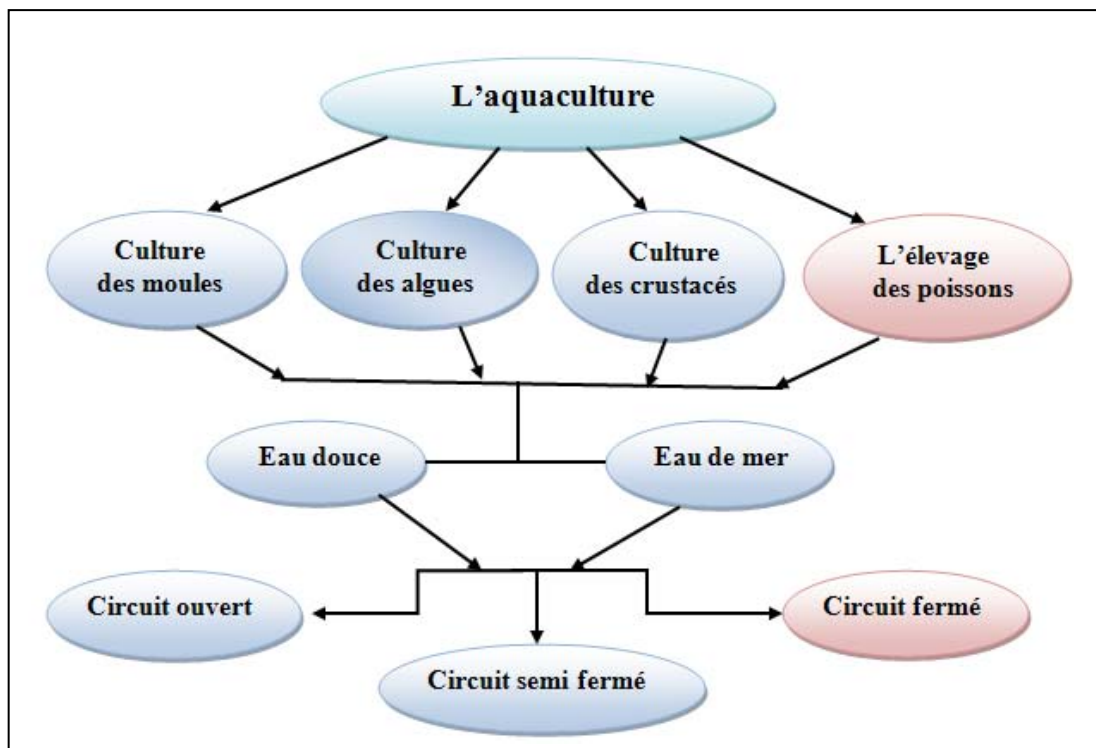 L'aquaculture
Culture
des moules
Culture
des algues
Culture
des crustacés
L'élevage
des poissons
Eau douce
Eau de mer
Circuit ouvert
Circuit fermé
Circuit semi fermé